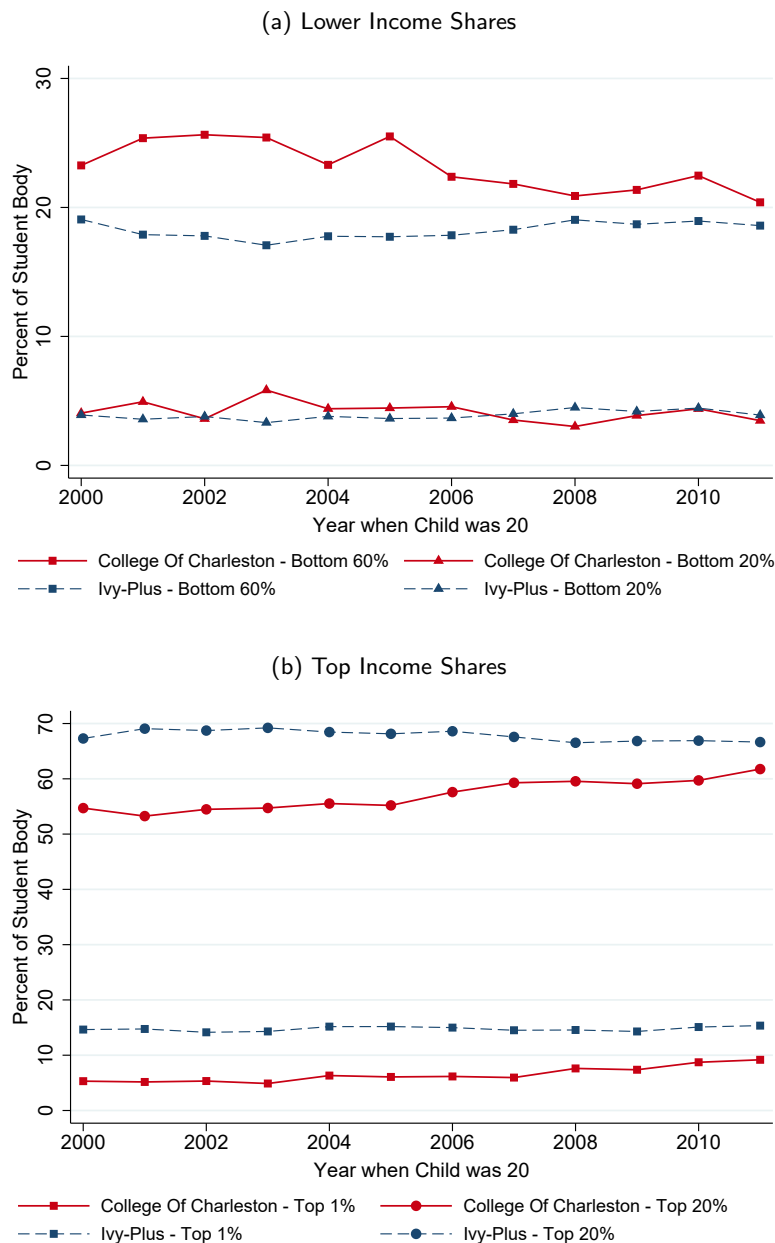 (a) Lower Income Shares
30
20
10
0
Percent of Student Body
2000 2002 2004 2006 2008 2010
Year when Child was 20
College Of Charleston - Bottom 60% College Of Charleston - Bottom 20%
Ivy-Plus - Bottom 60% Ivy-Plus - Bottom 20%
(b) Top Income Shares
70
60
50
40
30
20
10
0
Percent of Student Body
2000 2002 2004 2006 2008 2010
Year when Child was 20
College Of Charleston - Top 1% College Of Charleston - Top 20%
Ivy-Plus - Top 1% Ivy-Plus - Top 20%